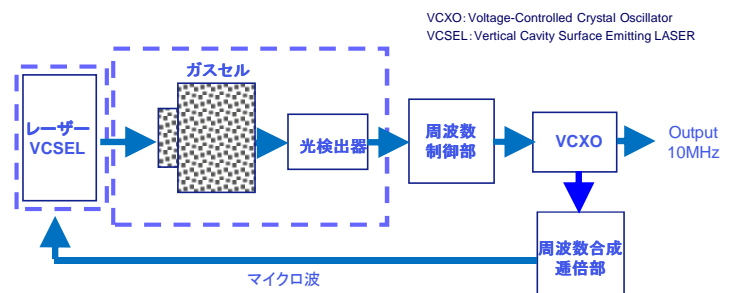 VCXO：Voltage-Controlled Crystal Oscillator
VCSEL：Vertical Cavity Surface Emitting LASER
ガスセル
レーザー
VCSEL
光検出器
周波数
制御部
VCXO
Output
10MHz
周波数合成
逓倍部
マイクロ波